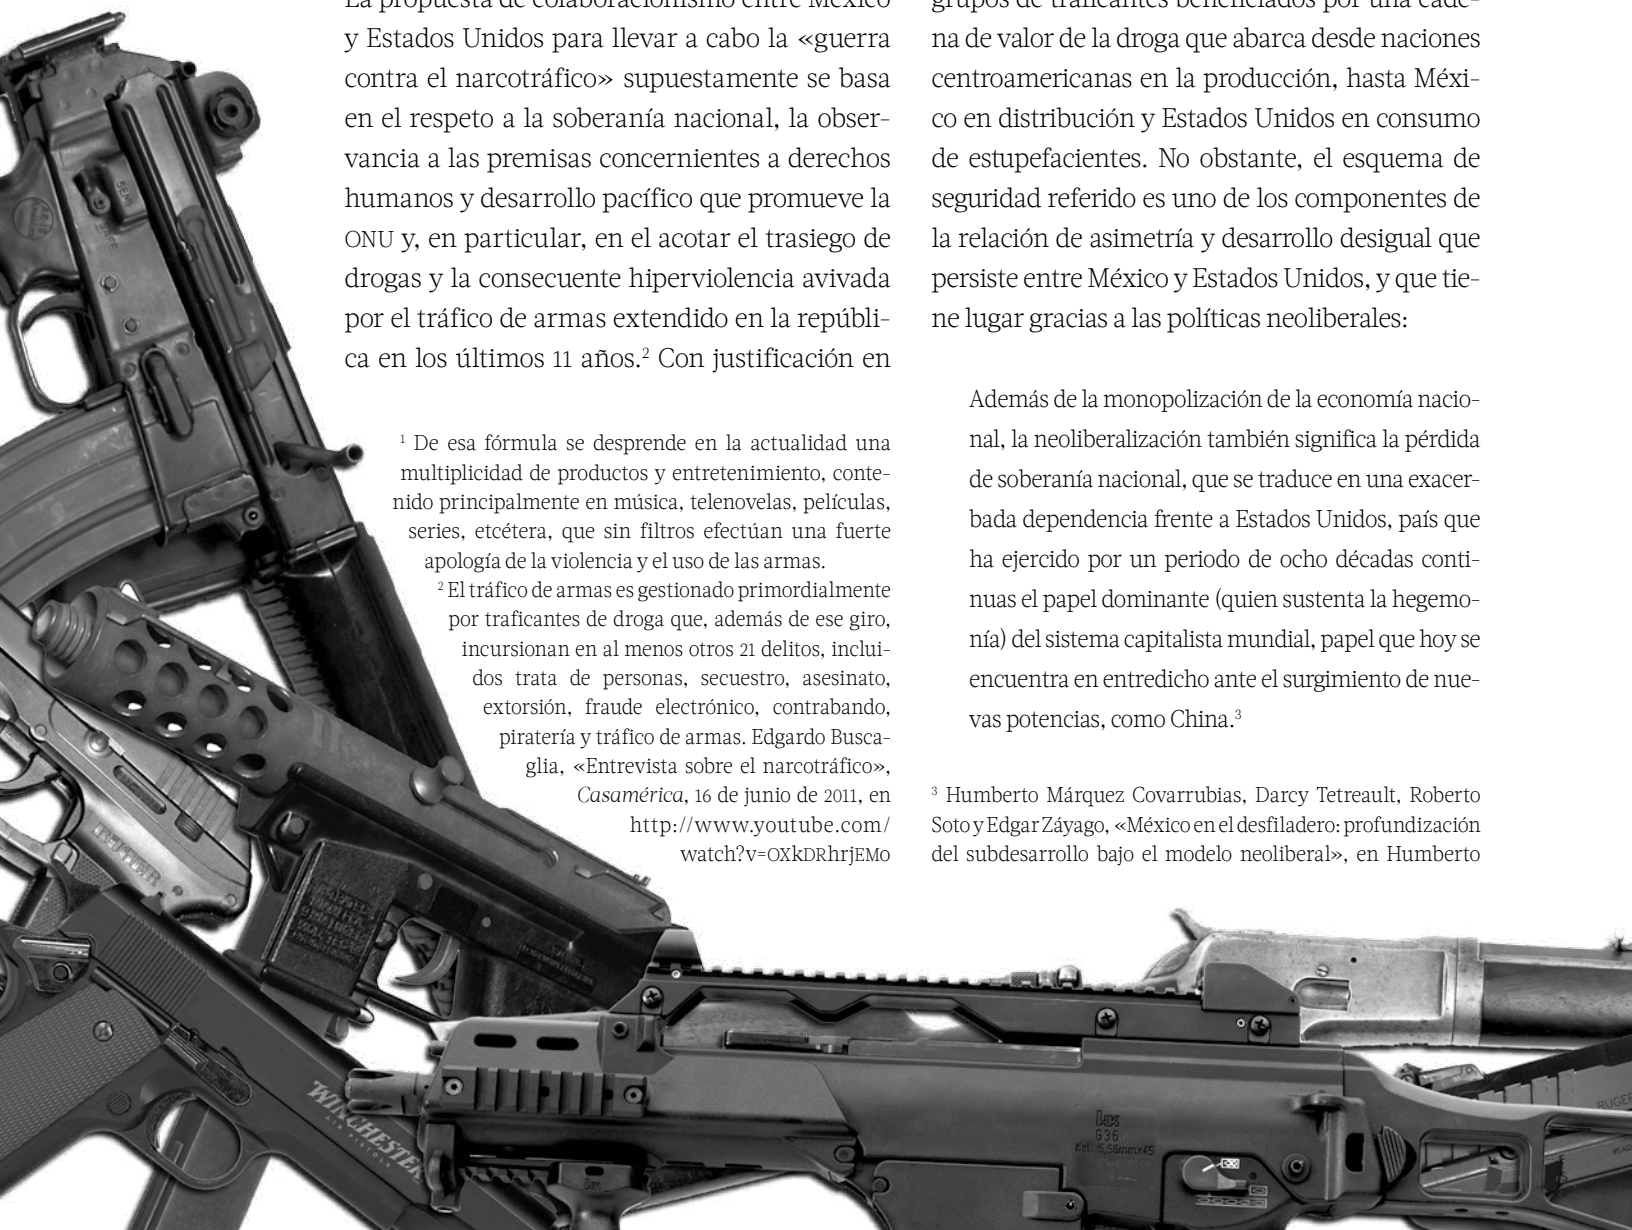 La propuesta de colaboracionismo entre México
y Estados Unidos para llevar a cabo la «guerra
contra el narcotráfico» supuestamente se basa
en el respeto a la soberanía nacional, la obser-
vancia a las premisas concernientes a derechos
humanos y desarrollo pacífico que promueve la
ONU y, en particular, en el acotar el trasiego de
drogas y la consecuente hiperviolencia avivada
por el tráfico de armas extendido en la repúbli-
ca en los últimos 11 años.² Con justificación en
¹ De esa fórmula se desprende en la actualidad una
multiplicidad de productos y entretenimiento, conte-
nido principalmente en música, telenovelas, películas,
series, etcétera, que sin filtros efectúan una fuerte
apología de la violencia y el uso de las armas.
² El tráfico de armas es gestionado primordialmente
por traficantes de droga que, además de ese giro,
incursionan en al menos otros 21 delitos, inclui-
dos trata de personas, secuestro, asesinato,
extorsión, fraude electrónico, contrabando,
piratería y tráfico de armas. Edgardo Busca-
glia, «Entrevista sobre el narcotráfico»,
Casamérica, 16 de junio de 2011, en
http://www.youtube.com/
watch?v=OXkDRhrjEMo
grupos de traficantes beneficiados por una cade-
na de valor de la droga que abarca desde naciones
centroamericanas en la producción, hasta Méxi-
co en distribución y Estados Unidos en consumo
de estupefacientes. No obstante, el esquema de
seguridad referido es uno de los componentes de
la relación de asimetría y desarrollo desigual que
persiste entre México y Estados Unidos, y que tie-
ne lugar gracias a las políticas neoliberales:
Además de la monopolización de la economía nacio-
nal, la neoliberalización también significa la pérdida
de soberanía nacional, que se traduce en una exacer-
bada dependencia frente a Estados Unidos, país que
ha ejercido por un periodo de ocho décadas conti-
nuas el papel dominante (quien sustenta la hegemo-
nía) del sistema capitalista mundial, papel que hoy se
encuentra en entredicho ante el surgimiento de nue-
vas potencias, como China.³
³ Humberto Márquez Covarrubias, Darcy Tetreault, Roberto
Soto y Edgar Záyago, «México en el desfiladero: profundización
del subdesarrollo bajo el modelo neoliberal», en Humberto
SEMI
SAFE
WINCHESTER
AIR PISTOLS
hk
G36
Kal. 5,56mmx45
RUGER